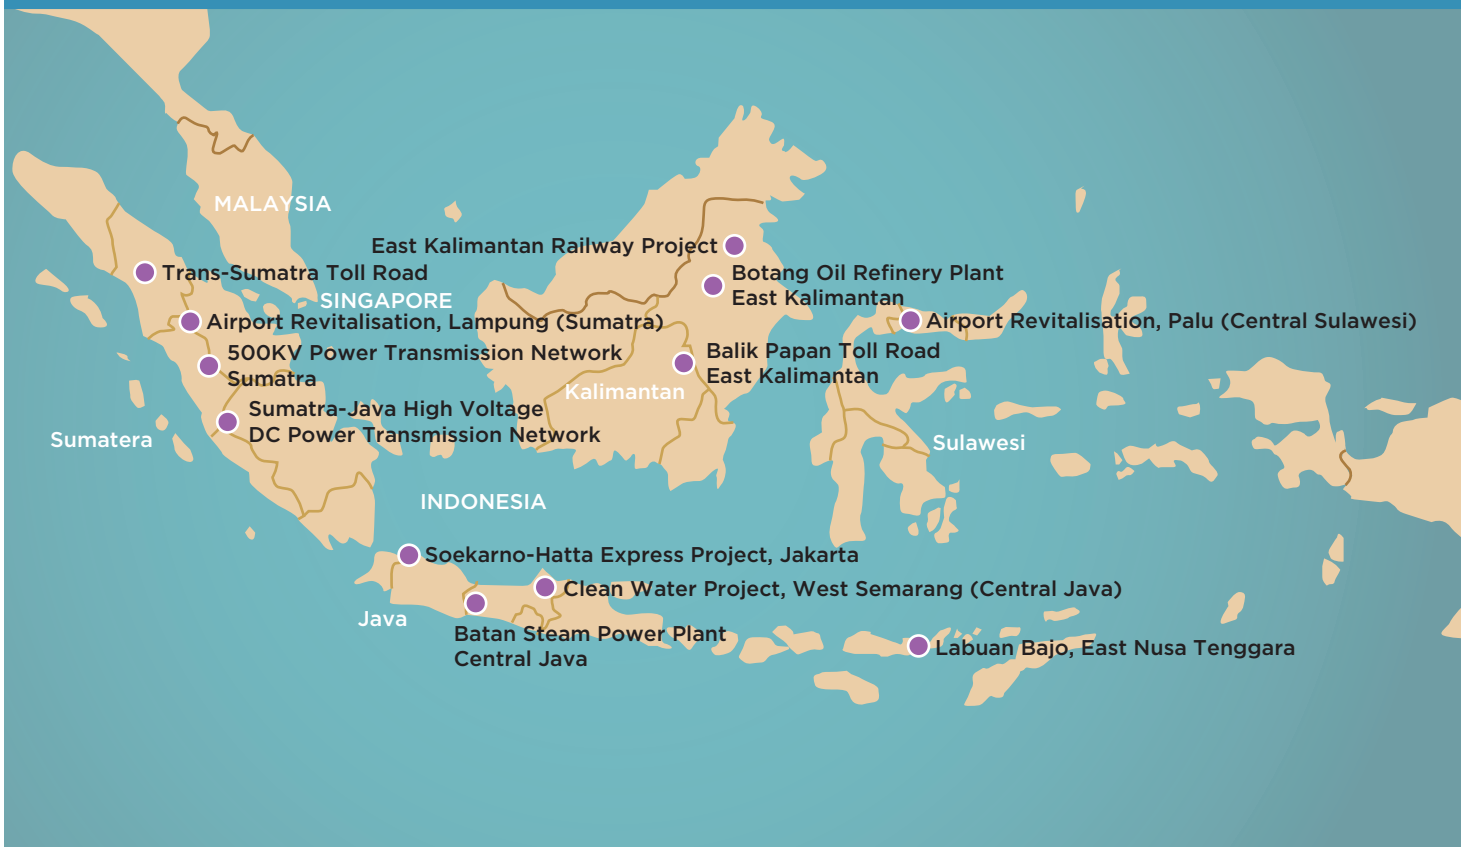 MALAYSIA
East Kalimantan Railway Project
Trans-Sumatra Toll Road
Botang Oil Refinery Plant
East Kalimantan
SINGAPORE
Airport Revitalisation, Lampung (Sumatra)
Airport Revitalisation, Palu (Central Sulawesi)
500KV Power Transmission Network
Sumatra
Balik Papan Toll Road
East Kalimantan
Kalimantan
Sumatra-Java High Voltage
DC Power Transmission Network
Sumatera
Sulawesi
INDONESIA
Soekarno-Hatta Express Project, Jakarta
Clean Water Project, West Semarang (Central Java)
Java
Batan Steam Power Plant
Central Java
Labuan Bajo, East Nusa Tenggara